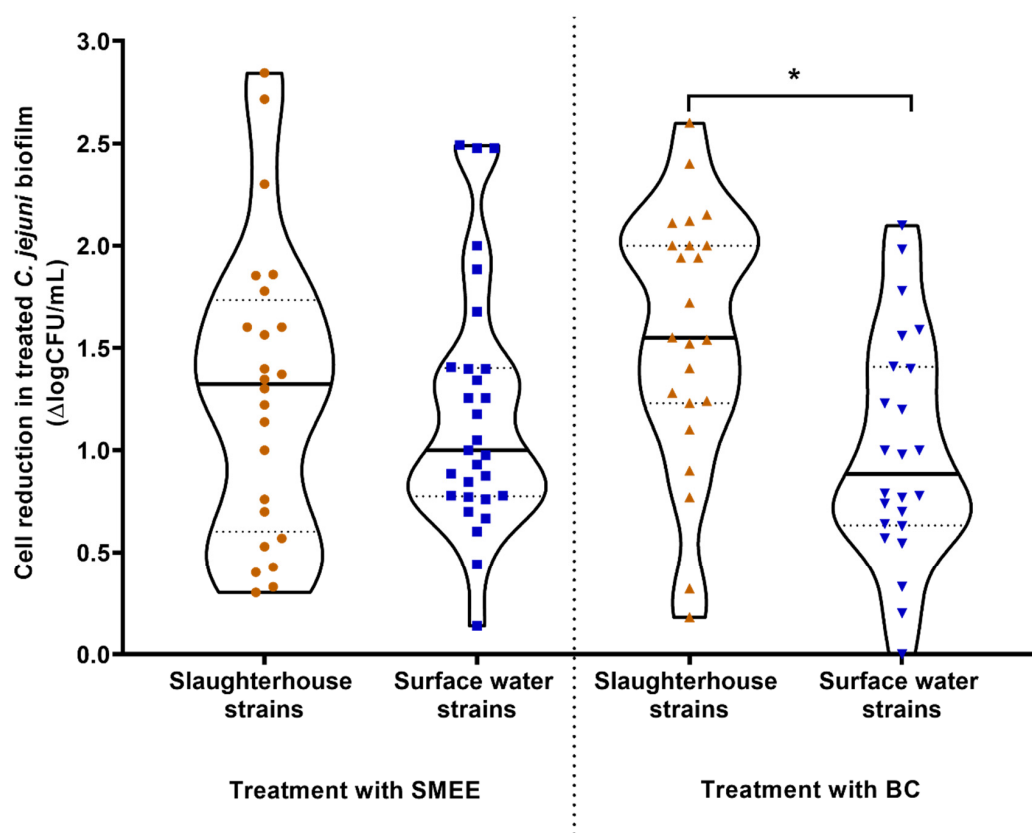 Cell reduction in treated C. jejuni biofilm
(ΔlogCFU/mL)
3.0
2.5
2.0
1.5
1.0
0.5
0.0
*
Slaughterhouse
strains
Surface water
strains
Slaughterhouse
strains
Surface water
strains
Treatment with SMEE
Treatment with BC